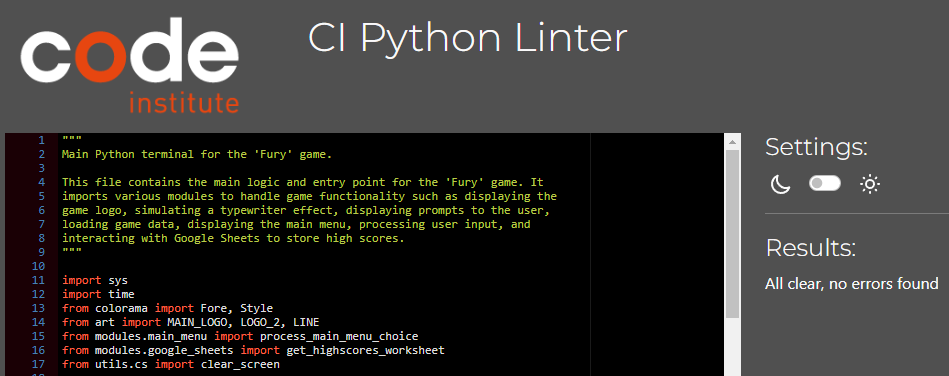 code
institute
CI Python Linter
1 """
2 Main Python terminal for the 'Fury' game.
3
4 This file contains the main logic and entry point for the 'Fury' game. It
5 imports various modules to handle game functionality such as displaying the
6 game logo, simulating a typewriter effect, displaying prompts to the user,
7 loading game data, displaying the main menu, processing user input, and
8 interacting with Google Sheets to store high scores.
9 """
10
11 import sys
12 import time
13 from colorama import Fore, Style
14 from art import MAIN_LOGO, LOGO_2, LINE
15 from modules.main_menu import process_main_menu_choice
16 from modules.google_sheets import get_highscores_worksheet
17 from utils.cs import clear_screen
Settings:
Results:
All clear, no errors found